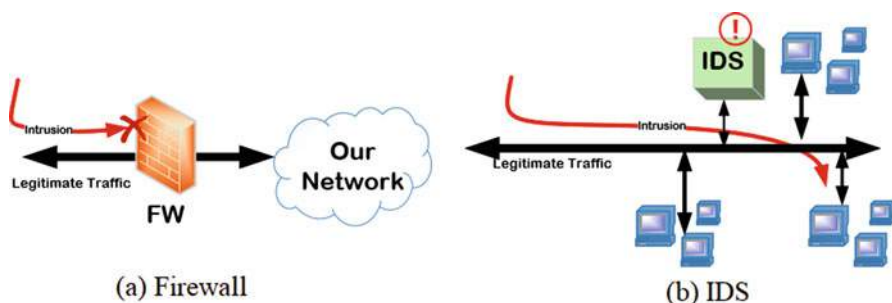 Intrusion
Legitimate Traffic
FW
Our
Network
(a) Firewall
!
IDS
Intrusion
Legitimate Traffic
(b) IDS